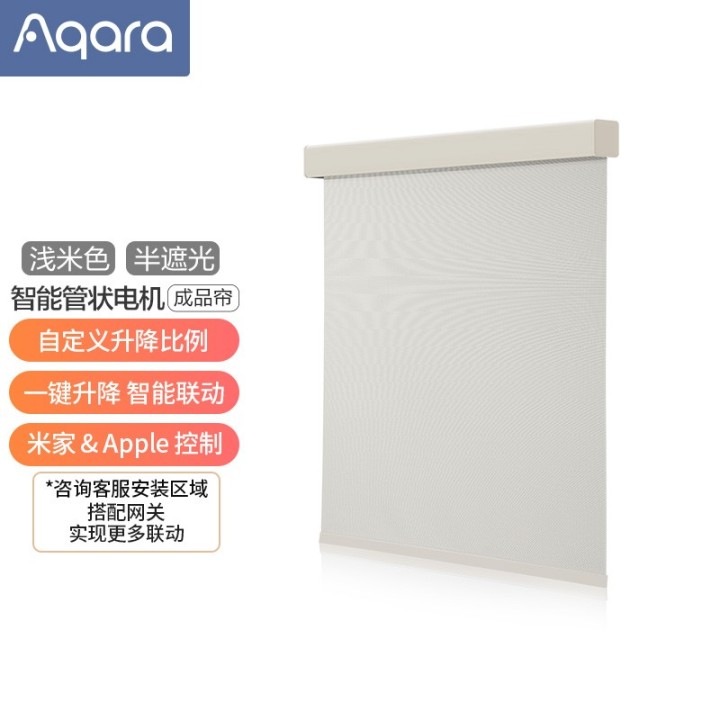 Aqara
浅米色 半遮光
智能管状电机 成品帘
自定义升降比例
一键升降 智能联动
米家 & Apple 控制
*咨询客服安装区域
搭配网关
实现更多联动